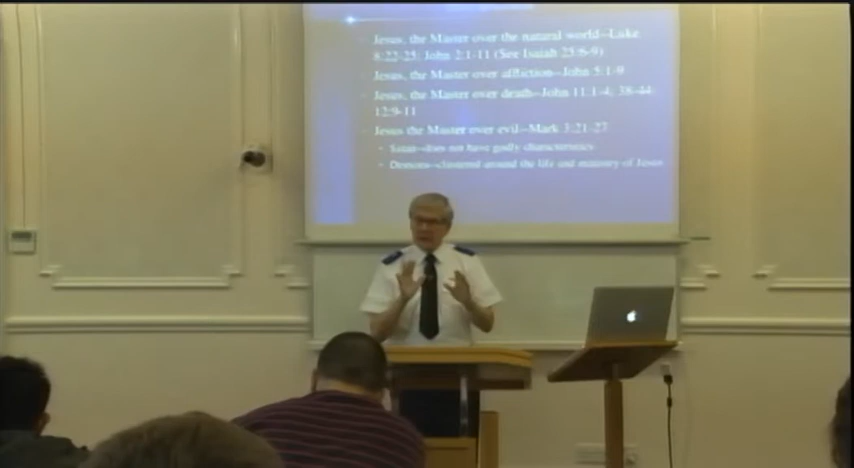 Jesus, the Master over the natural world--Luke
8:22-25; John 2:1-11 (See Isaiah 25:6-9)
Jesus, the Master over affliction--John 5:1-9
Jesus, the Master over death--John 11:1-4; 38-44;
12:9-11
Jesus the Master over evil--Mark 3:21-27
Satan--does not have godly characteristics
Demons--clustered around the life and ministry of Jesus